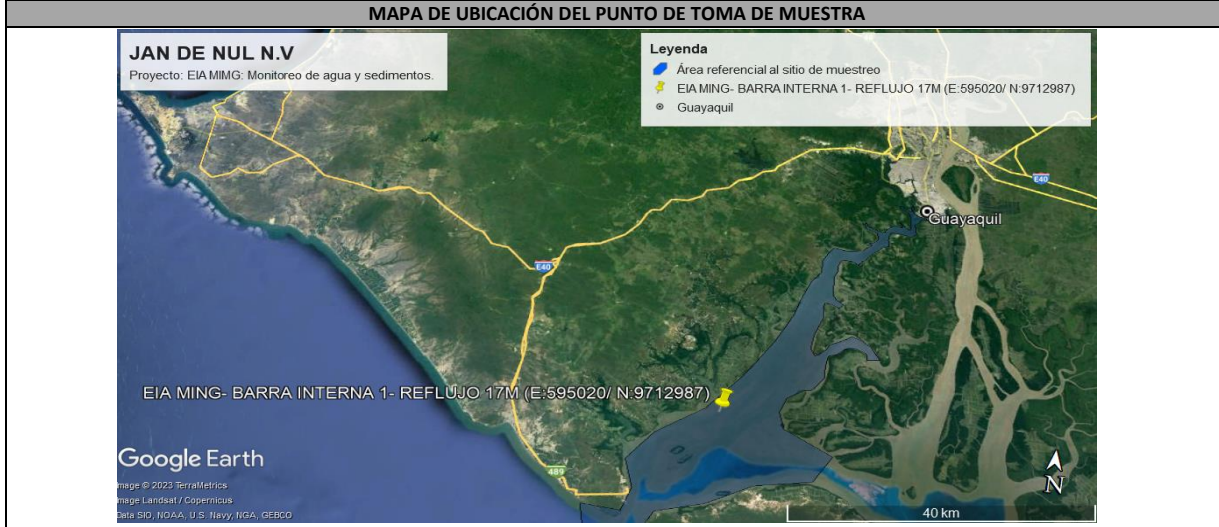 MAPA DE UBICACIÓN DEL PUNTO DE TOMA DE MUESTRA
JAN DE NUL N.V
Proyecto: EIA MIMG: Monitoreo de agua y sedimentos.
Leyenda
Área referencial al sitio de muestreo
EIA MING- BARRA INTERNA 1- REFLUJO 17M (E:595020/ N:9712987)
Guayaquil
E40
Guayaquil
E40
EIA MING- BARRA INTERNA 1- REFLUJO 17M (E:595020/ N:9712987)
Google Earth
489
N
mage © 2023 TerraMetrics
mage Landsat / Copernicus
Data SIO, NOAA, U.S. Navy, NGA, GEBCO
40 km